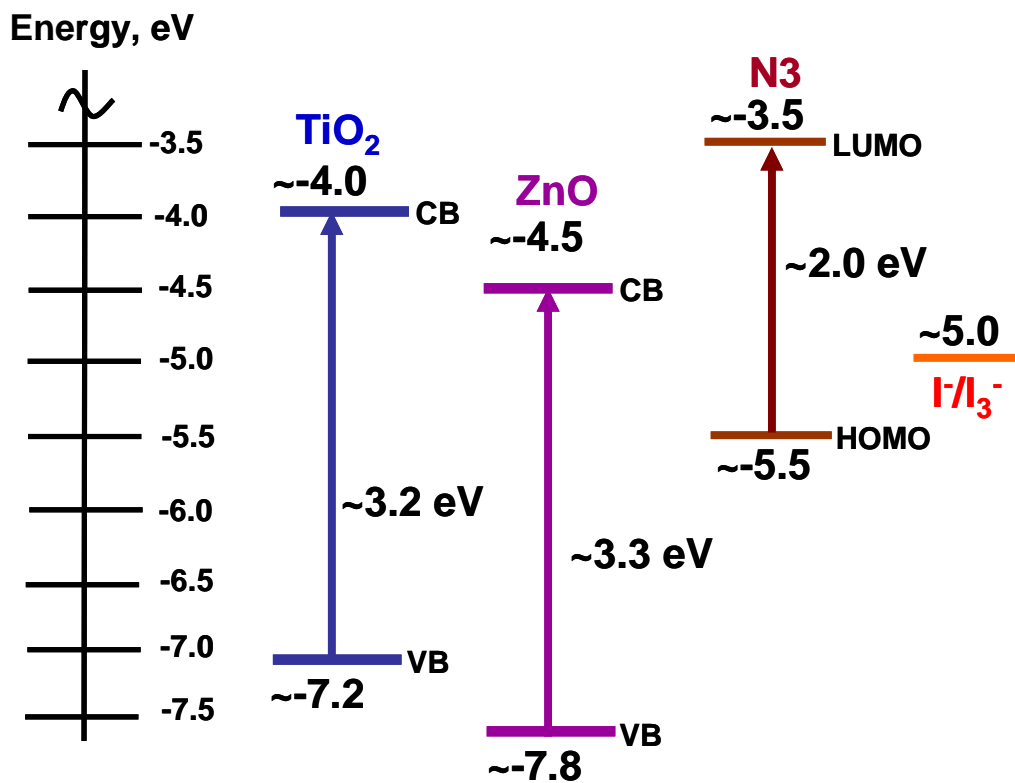 Energy, eV
-3.5
-4.0
-4.5
-5.0
-5.5
-6.0
-6.5
-7.0
-7.5
TiO₂
~-4.0
CB
~3.2 eV
VB
~-7.2
ZnO
~-4.5
CB
~3.3 eV
VB
~-7.8
N3
~-3.5
LUMO
~2.0 eV
HOMO
~-5.5
~5.0
I⁻/I₃⁻